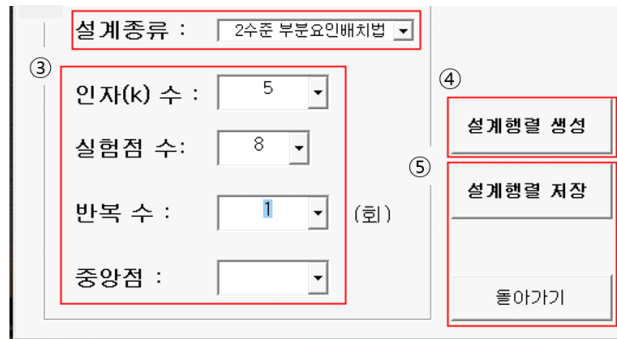 설계종류 : 2수준 부분요인배치법
③
인자(k) 수 : 5
④
실험점 수: 8
설계행렬 생성
⑤
설계행렬 저장
반복 수 : 1 (회)
중앙점 :
돌아가기